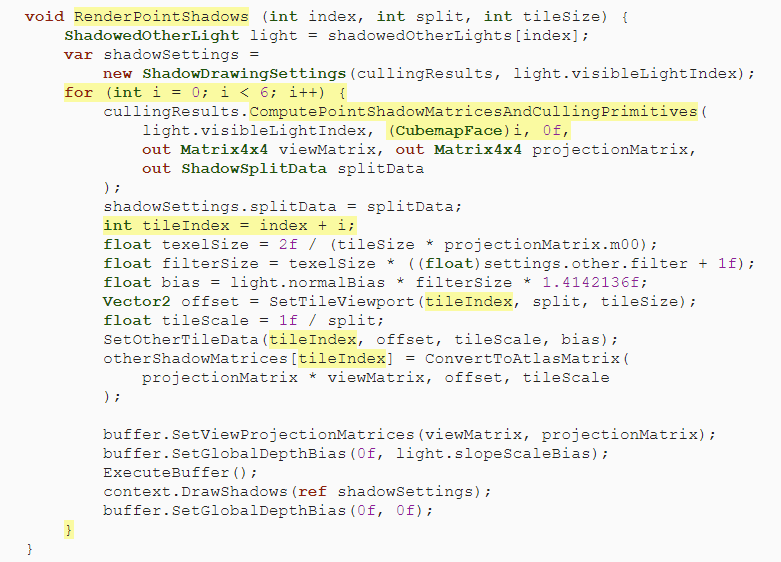 void RenderPointShadows (int index, int split, int tileSize) {
    ShadowedOtherLight light = shadowedOtherLights[index];
    var shadowSettings =
        new ShadowDrawingSettings(cullingResults, light.visibleLightIndex);
    for (int i = 0; i < 6; i++) {
        cullingResults.ComputePointShadowMatricesAndCullingPrimitives(
            light.visibleLightIndex, (CubemapFace)i, 0f,
            out Matrix4x4 viewMatrix, out Matrix4x4 projectionMatrix,
            out ShadowSplitData splitData
        );
        shadowSettings.splitData = splitData;
        int tileIndex = index + i;
        float texelSize = 2f / (tileSize * projectionMatrix.m00);
        float filterSize = texelSize * ((float)settings.other.filter + 1f);
        float bias = light.normalBias * filterSize * 1.4142136f;
        Vector2 offset = SetTileViewport(tileIndex, split, tileSize);
        float tileScale = 1f / split;
        SetOtherTileData(tileIndex, offset, tileScale, bias);
        otherShadowMatrices[tileIndex] = ConvertToAtlasMatrix(
            projectionMatrix * viewMatrix, offset, tileScale
        );

        buffer.SetViewProjectionMatrices(viewMatrix, projectionMatrix);
        buffer.SetGlobalDepthBias(0f, light.slopeScaleBias);
        ExecuteBuffer();
        context.DrawShadows(ref shadowSettings);
        buffer.SetGlobalDepthBias(0f, 0f);
    }
}